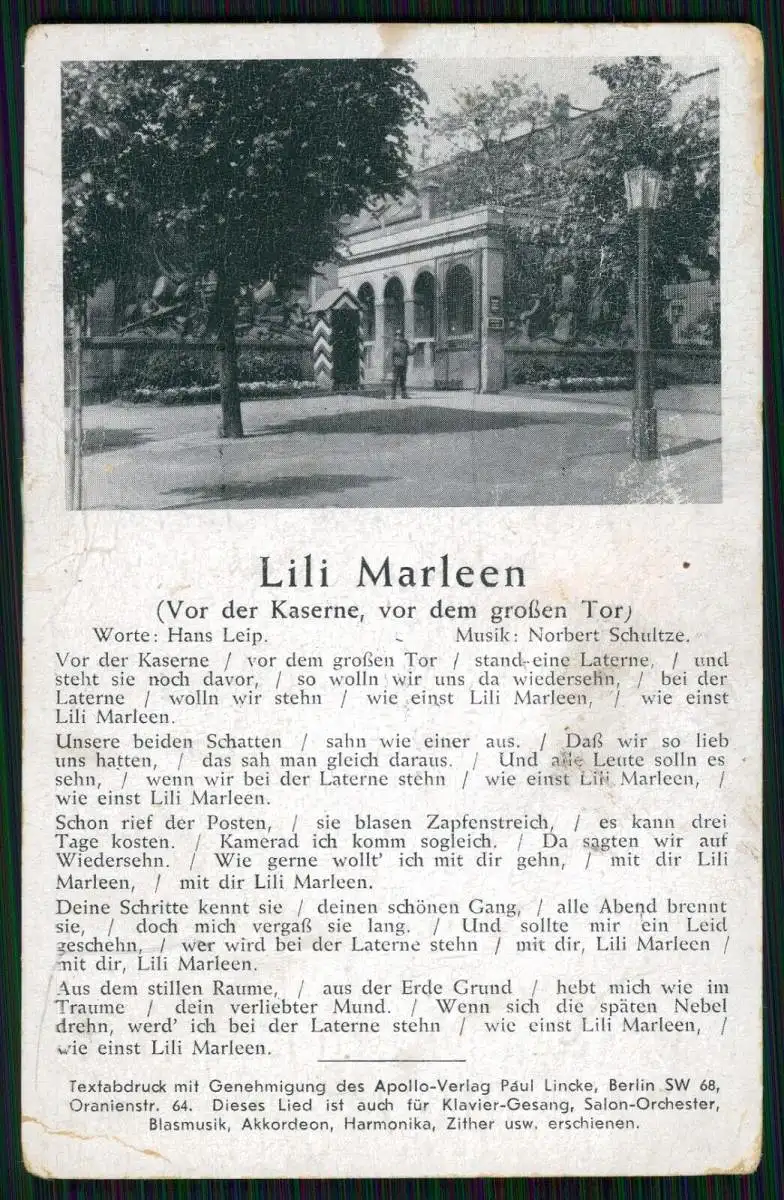 Lili Marleen
(Vor der Kaserne, vor dem großen Tor)
Worte: Hans Leip. Musik: Norbert Schultze.
Vor der Kaserne / vor dem großen Tor / stand eine Laterne, / und
steht sie noch davor, / so wolln wir uns da wiedersehn, / bei der
Laterne / wolln wir stehn / wie einst Lili Marleen, / wie einst
Lili Marleen.
Unsere beiden Schatten / sahn wie einer aus. / Daß wir so lieb
uns hatten, / das sah man gleich daraus. / Und alle Leute solln es
sehn, / wenn wir bei der Laterne stehn / wie einst Lili Marleen, /
wie einst Lili Marleen.
Schon rief der Posten, / sie blasen Zapfenstreich, / es kann drei
Tage kosten. / Kamerad ich komm sogleich. / Da sagten wir auf
Wiedersehn. / Wie gerne wollt' ich mit dir gehn, / mit dir Lili
Marleen, / mit dir Lili Marleen.
Deine Schritte kennt sie / deinen schönen Gang, / alle Abend brennt
sie, / doch mich vergaß sie lang. / Und sollte mir ein Leid
geschehn, / wer wird bei der Laterne stehn / mit dir, Lili Marleen /
mit dir, Lili Marleen.
Aus dem stillen Raume, / aus der Erde Grund / hebt mich wie im
Traume / dein verliebter Mund. / Wenn sich die späten Nebel
drehn, werd' ich bei der Laterne stehn / wie einst Lili Marleen, /
wie einst Lili Marleen.
Textabdruck mit Genehmigung des Apollo-Verlag Paul Lincke, Berlin SW 68,
Oranienstr. 64. Dieses Lied ist auch für Klavier-Gesang, Salon-Orchester,
Blasmusik, Akkordeon, Harmonika, Zither usw. erschienen.